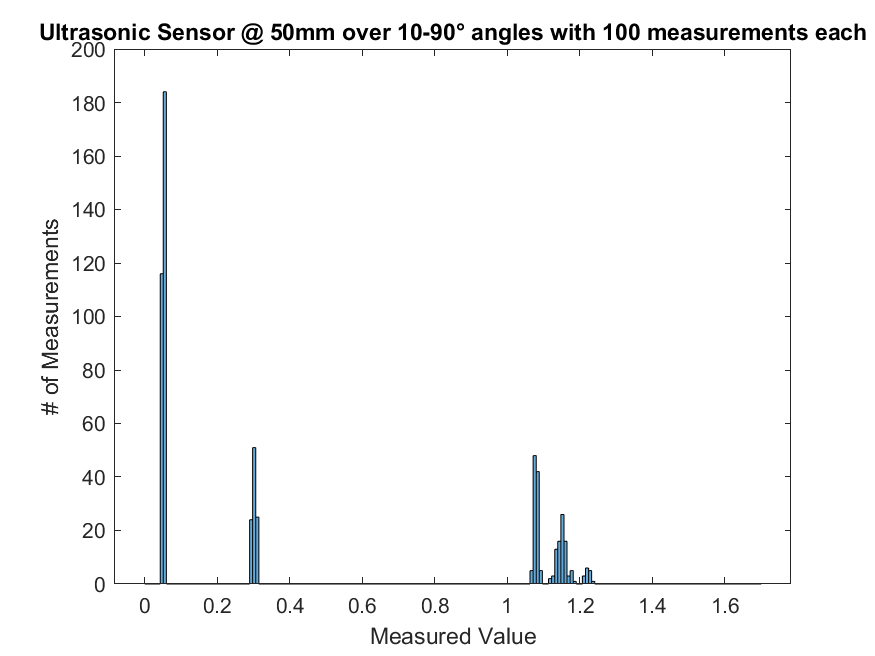 Ultrasonic Sensor @ 50mm over 10-90° angles with 100 measurements each
200
180
160
140
120
100
80
60
40
20
0
# of Measurements
0 0.2 0.4 0.6 0.8 1 1.2 1.4 1.6
Measured Value